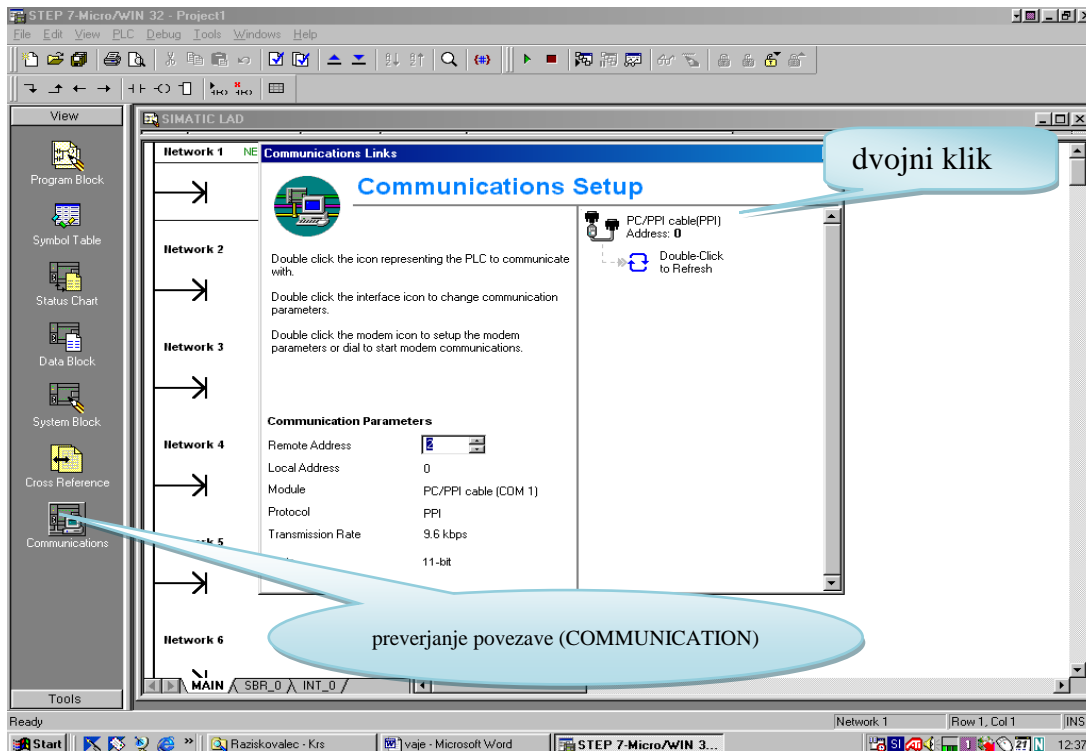 STEP 7-Micro/WIN 32 - Project1
File Edit View PLC Debug Tools Windows Help
View
Program Block
Symbol Table
Status Chart
Data Block
System Block
Cross Reference
Communications
Tools
SIMATIC LAD
Network 1 NE
Network 2
Network 3
Network 4
rk 5
Network 6
Communications Links
Communications Setup
Double click the icon representing the PLC to communicate
with.
Double click the interface icon to change communication
parameters.
Double click the modem icon to setup the modem
parameters or dial to start modem communications.
Communication Parameters
Remote Address 2
Local Address 0
Module PC/PPI cable (COM 1)
Protocol PPI
Transmission Rate 9.6 kbps
11-bit
PC/PPI cable(PPI)
Address: 0
Double-Click
to Refresh
dvojni klik
preverjanje povezave (COMMUNICATION)
MAIN SBR_0 INT_0
Ready Network 1 Row 1, Col 1 INS
Start » Raziskovalec - Krs vaje - Microsoft Word STEP 7-Micro/WIN 3... SI 27 N 12:37